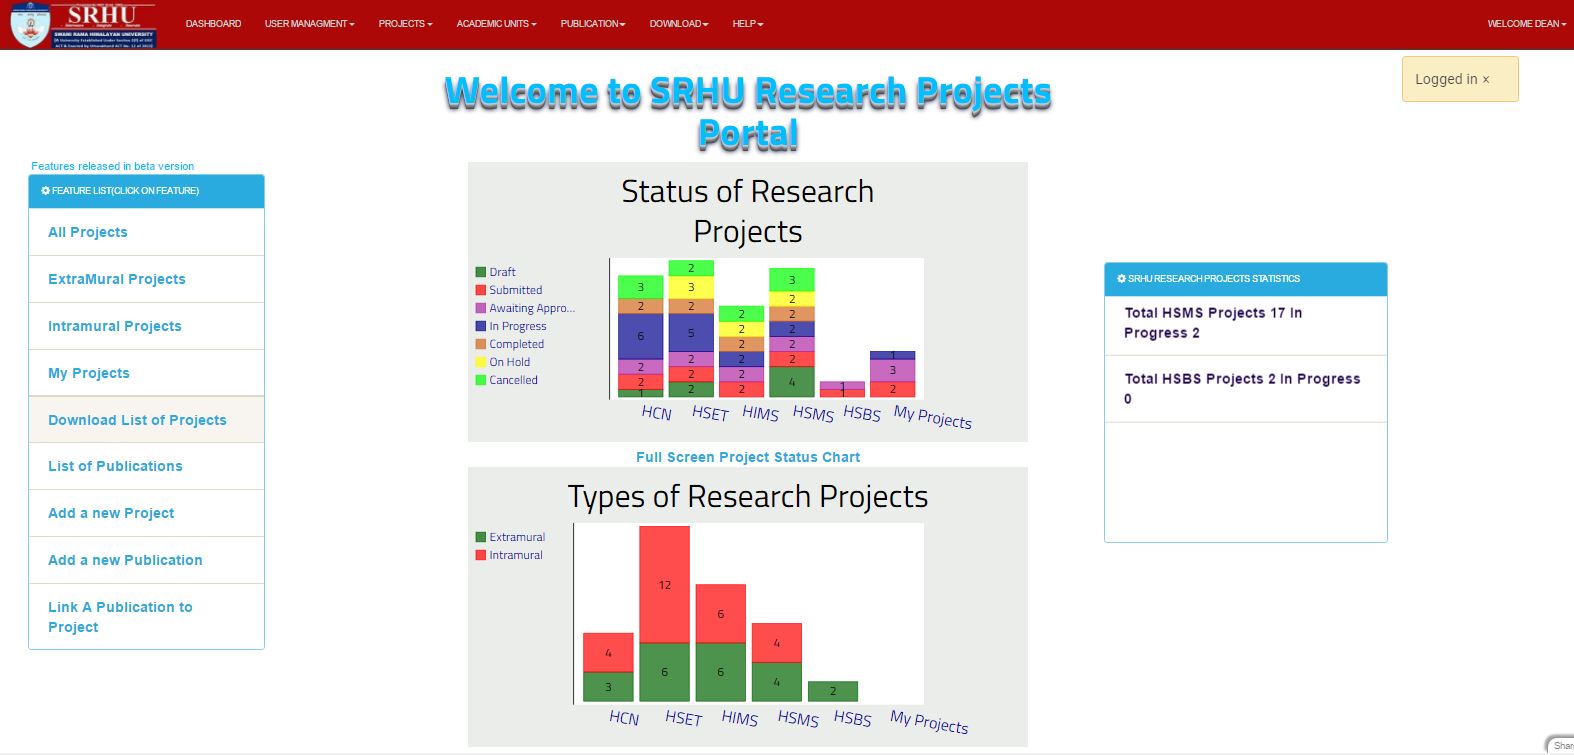 SRHU
SWAMI RAMA HIMALAYAN UNIVERSITY
DASHBOARD
USER MANAGMENT
PROJECTS
ACADEMIC UNITS
PUBLICATION
DOWNLOAD
HELP
WELCOME DEAN
Logged in ×
Welcome to SRHU Research Projects
Portal
Features released in beta version
FEATURE LIST(CLICK ON FEATURE)
All Projects
ExtraMural Projects
Intramural Projects
My Projects
Download List of Projects
List of Publications
Add a new Project
Add a new Publication
Link A Publication to
Project
Status of Research
Projects
Draft
Submitted
Awaiting Appro...
In Progress
Completed
On Hold
Cancelled
3
2
6
2
2
1
2
3
2
5
2
2
2
2
2
2
2
2
2
3
2
2
2
2
2
4
1
1
1
3
2
HCN
HSET
HIMS
HSMS
HSBS
My Projects
Full Screen Project Status Chart
Types of Research Projects
Extramural
Intramural
4
3
12
6
6
6
4
4
2
HCN
HSET
HIMS
HSMS
HSBS
My Projects
SRHU RESEARCH PROJECTS STATISTICS
Total HSMS Projects 17 In
Progress 2
Total HSBS Projects 2 In Progress
0
Shar